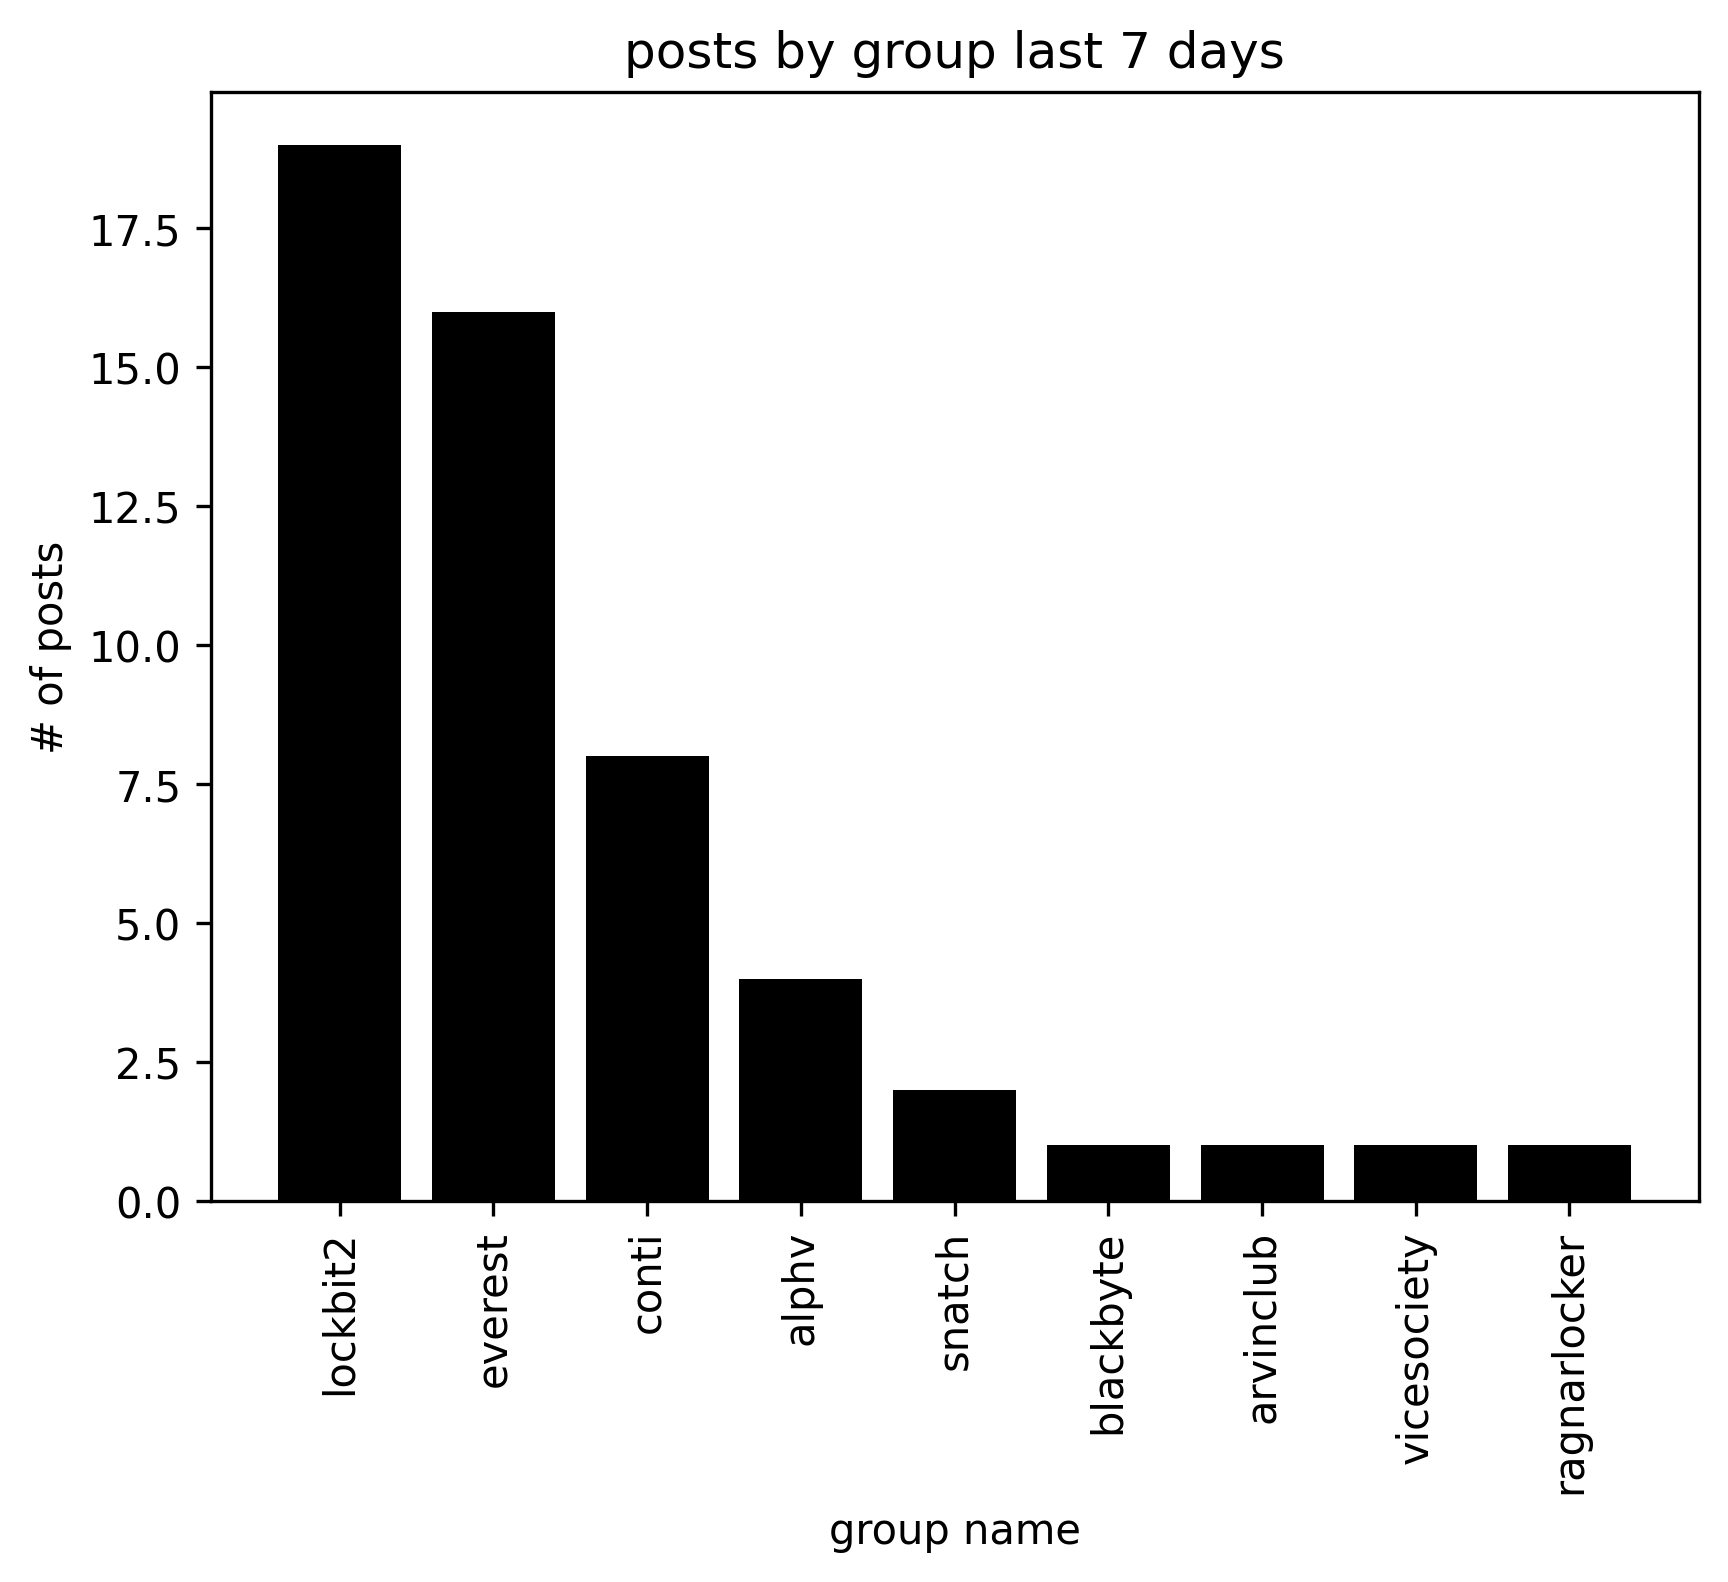 posts by group last 7 days
# of posts
17.5
15.0
12.5
10.0
7.5
5.0
2.5
0.0
lockbit2
everest
conti
alphv
snatch
blackbyte
arvinclub
vicesociety
ragnarlocker
group name